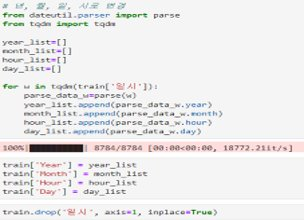 # 년, 월, 일, 시로 변경
from dateutil.parser import parse
from tqdm import tqdm
year_list=[]
month_list=[]
hour_list=[]
day_list=[]
for w in tqdm(train['일시']):
    parse_data_w=parse(w)
    year_list.append(parse_data_w.year)
    month_list.append(parse_data_w.month)
    hour_list.append(parse_data_w.hour)
    day_list.append(parse_data_w.day)
100%|██████████| 8784/8784 [00:00<00:00, 18772.21it/s]
train['Year'] = year_list
train['Month'] = month_list
train['Hour'] = hour_list
train['Day'] = day_list
train.drop('일시', axis=1, inplace=True)